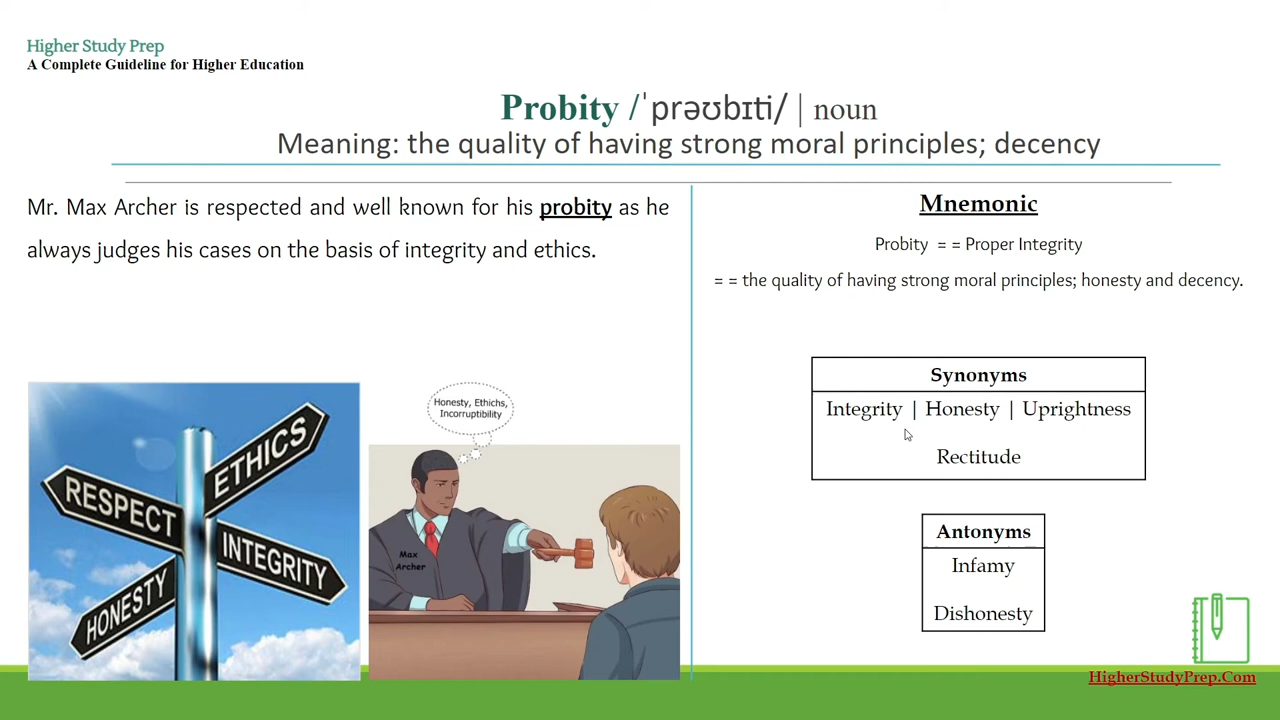 Higher Study Prep
A Complete Guideline for Higher Education
Probity /ˈprəʊbɪti/ | noun
Meaning: the quality of having strong moral principles; decency
Mr. Max Archer is respected and well known for his probity as he
always judges his cases on the basis of integrity and ethics.
RESPECT
ETHICS
INTEGRITY
HONESTY
Honesty, Ethichs,
Incorruptibility
Max
Archer
Mnemonic
Probity = = Proper Integrity
= = the quality of having strong moral principles; honesty and decency.
Synonyms
Integrity | Honesty | Uprightness
Rectitude
Antonyms
Infamy
Dishonesty
HigherStudyPrep.Com